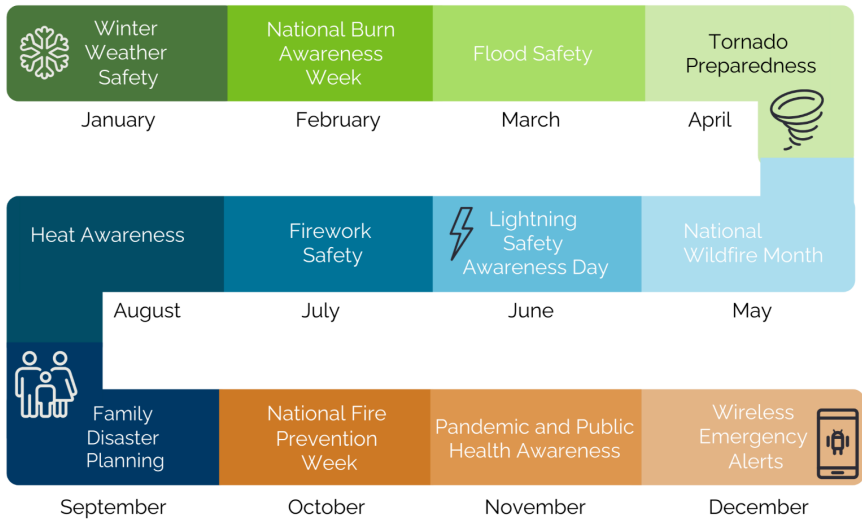 Winter
Weather
Safety
National Burn
Awareness
Week
Flood Safety
Tornado
Preparedness
January
February
March
April
Heat Awareness
Firework
Safety
Lightning
Safety
Awareness Day
National
Wildfire Month
August
July
June
May
Family
Disaster
Planning
National Fire
Prevention
Week
Pandemic and Public
Health Awareness
Wireless
Emergency
Alerts
September
October
November
December